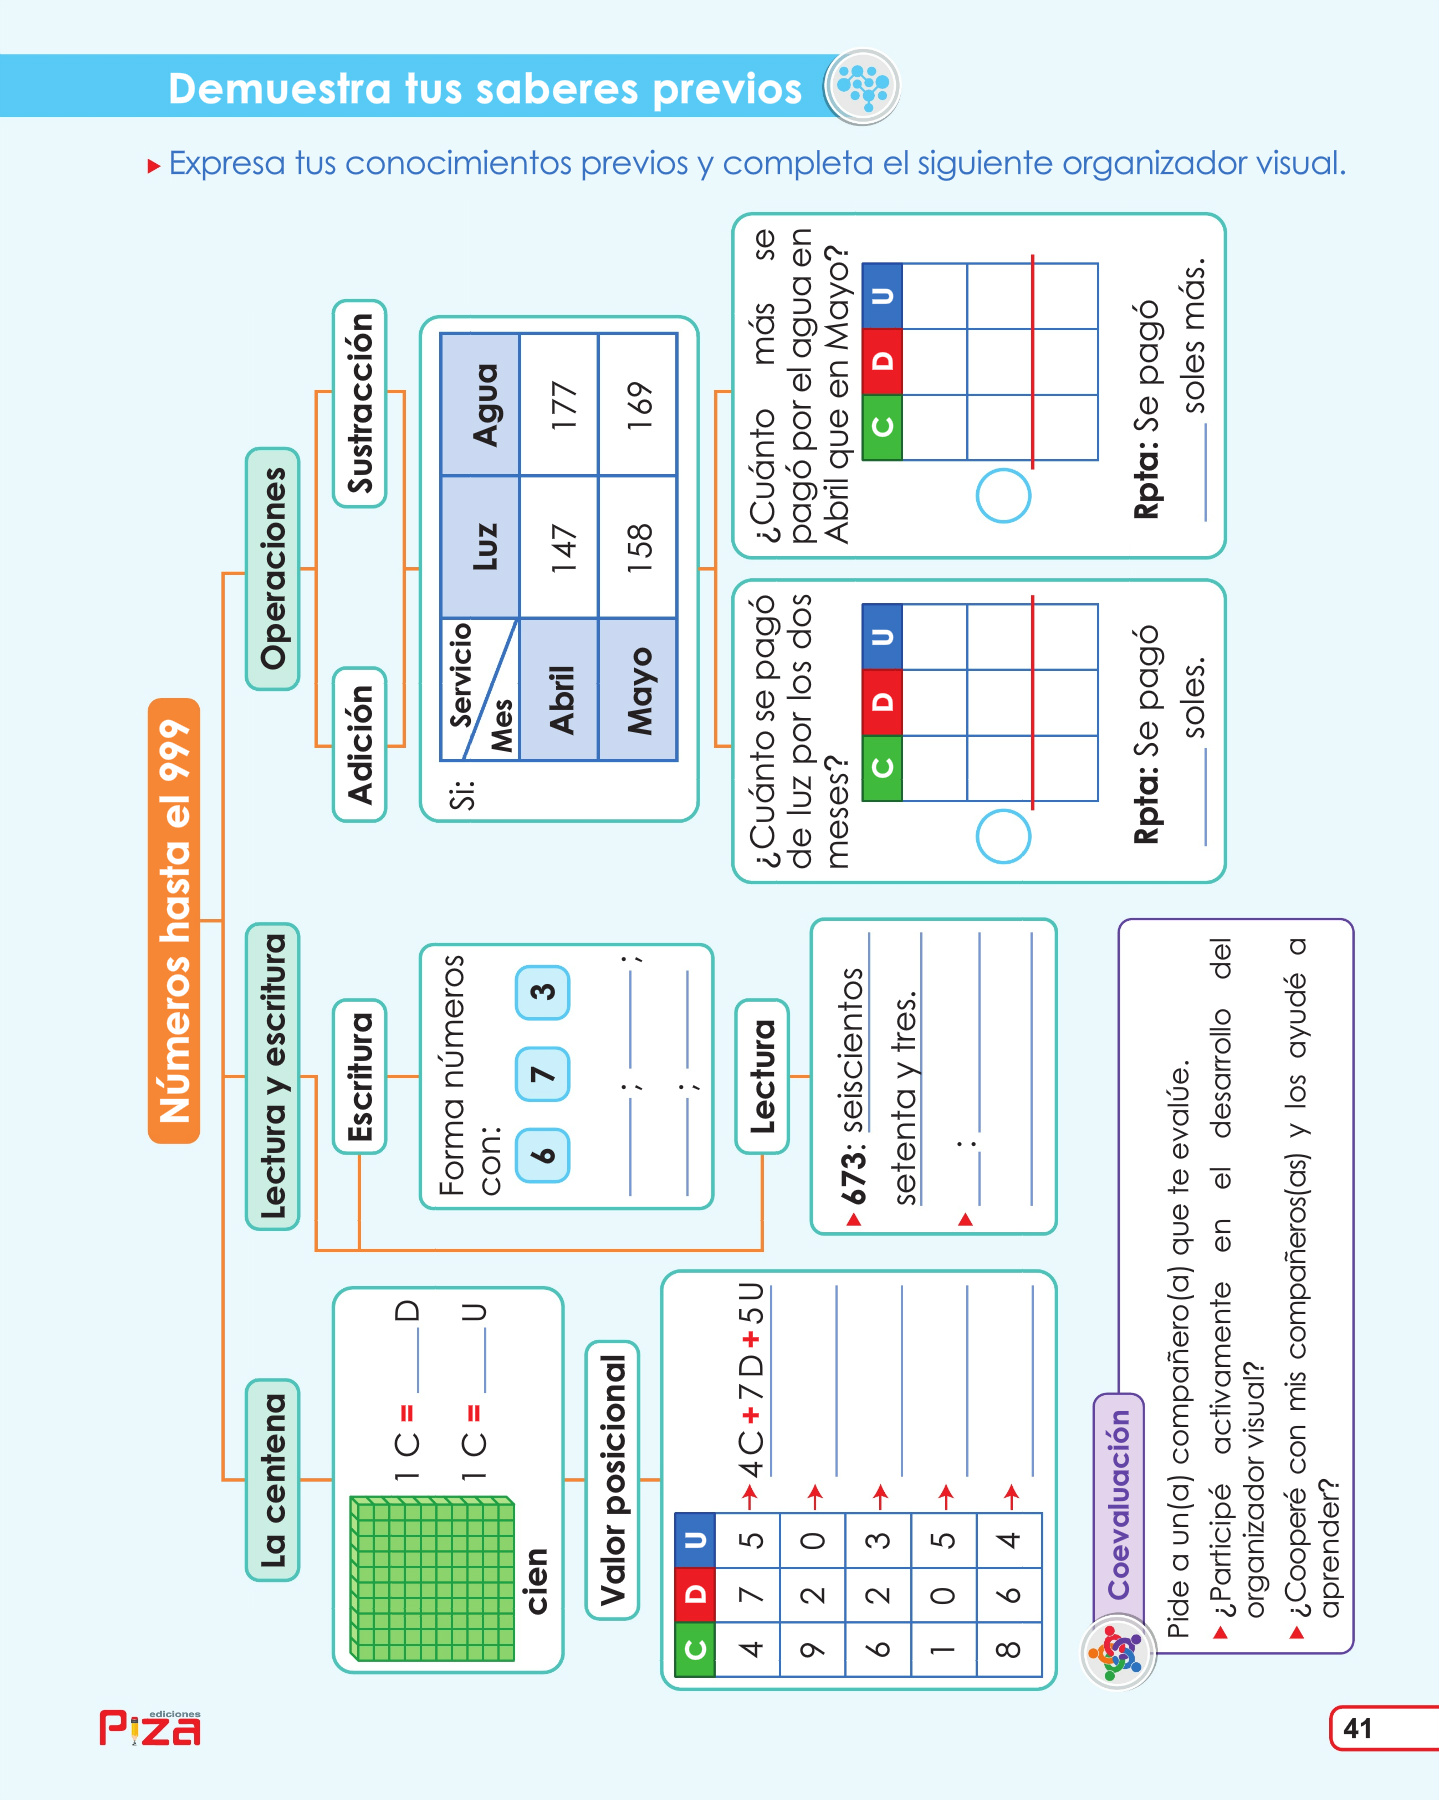 Demuestra tus saberes previos
Expresa tus conocimientos previos y completa el siguiente organizador visual.
Números hasta el 999
La centena
1 C = ____ D
1 C = ____ U
cien
Valor posicional
C D U
4 7 5 4 C + 7 D + 5 U
9 2 0
6 2 3
1 0 5
8 6 4
Lectura y escritura
Escritura
Forma números
con:
6 7 3
____ ; ____ ;
____ ; ____
Lectura
673: seiscientos
setenta y tres.
____ : ____
Operaciones
Adición
Sustracción
Si:
Servicio
Mes
Luz Agua
Abril 147 177
Mayo 158 169
¿Cuánto se pagó
de luz por los dos
meses?
C D U
Rpta: Se pagó
____ soles.
¿Cuánto más se
pagó por el agua en
Abril que en Mayo?
C D U
Rpta: Se pagó
____ soles más.
Coevaluación
Pide a un(a) compañero(a) que te evalúe.
¿Participé activamente en el desarrollo del
organizador visual?
¿Cooperé con mis compañeros(as) y los ayudé a
aprender?
ediciones
Piza
41